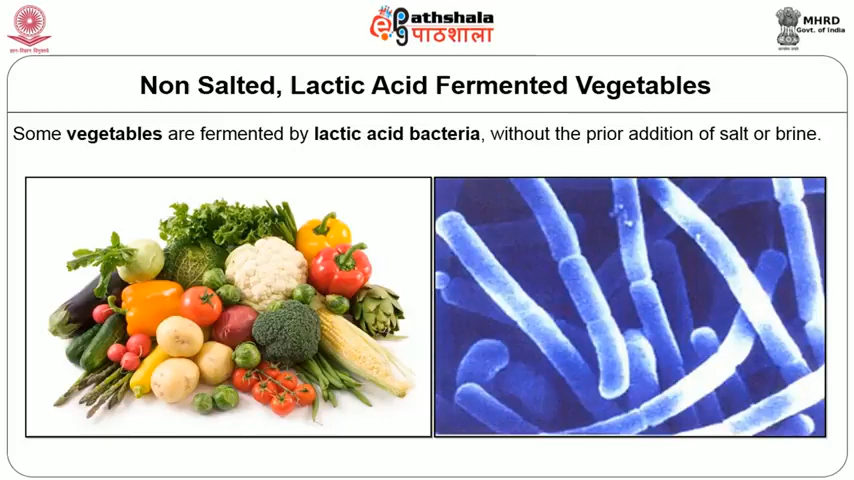 Pathshala
पाठशाला
MHRD
Govt. of India
Non Salted, Lactic Acid Fermented Vegetables
Some vegetables are fermented by lactic acid bacteria, without the prior addition of salt or brine.